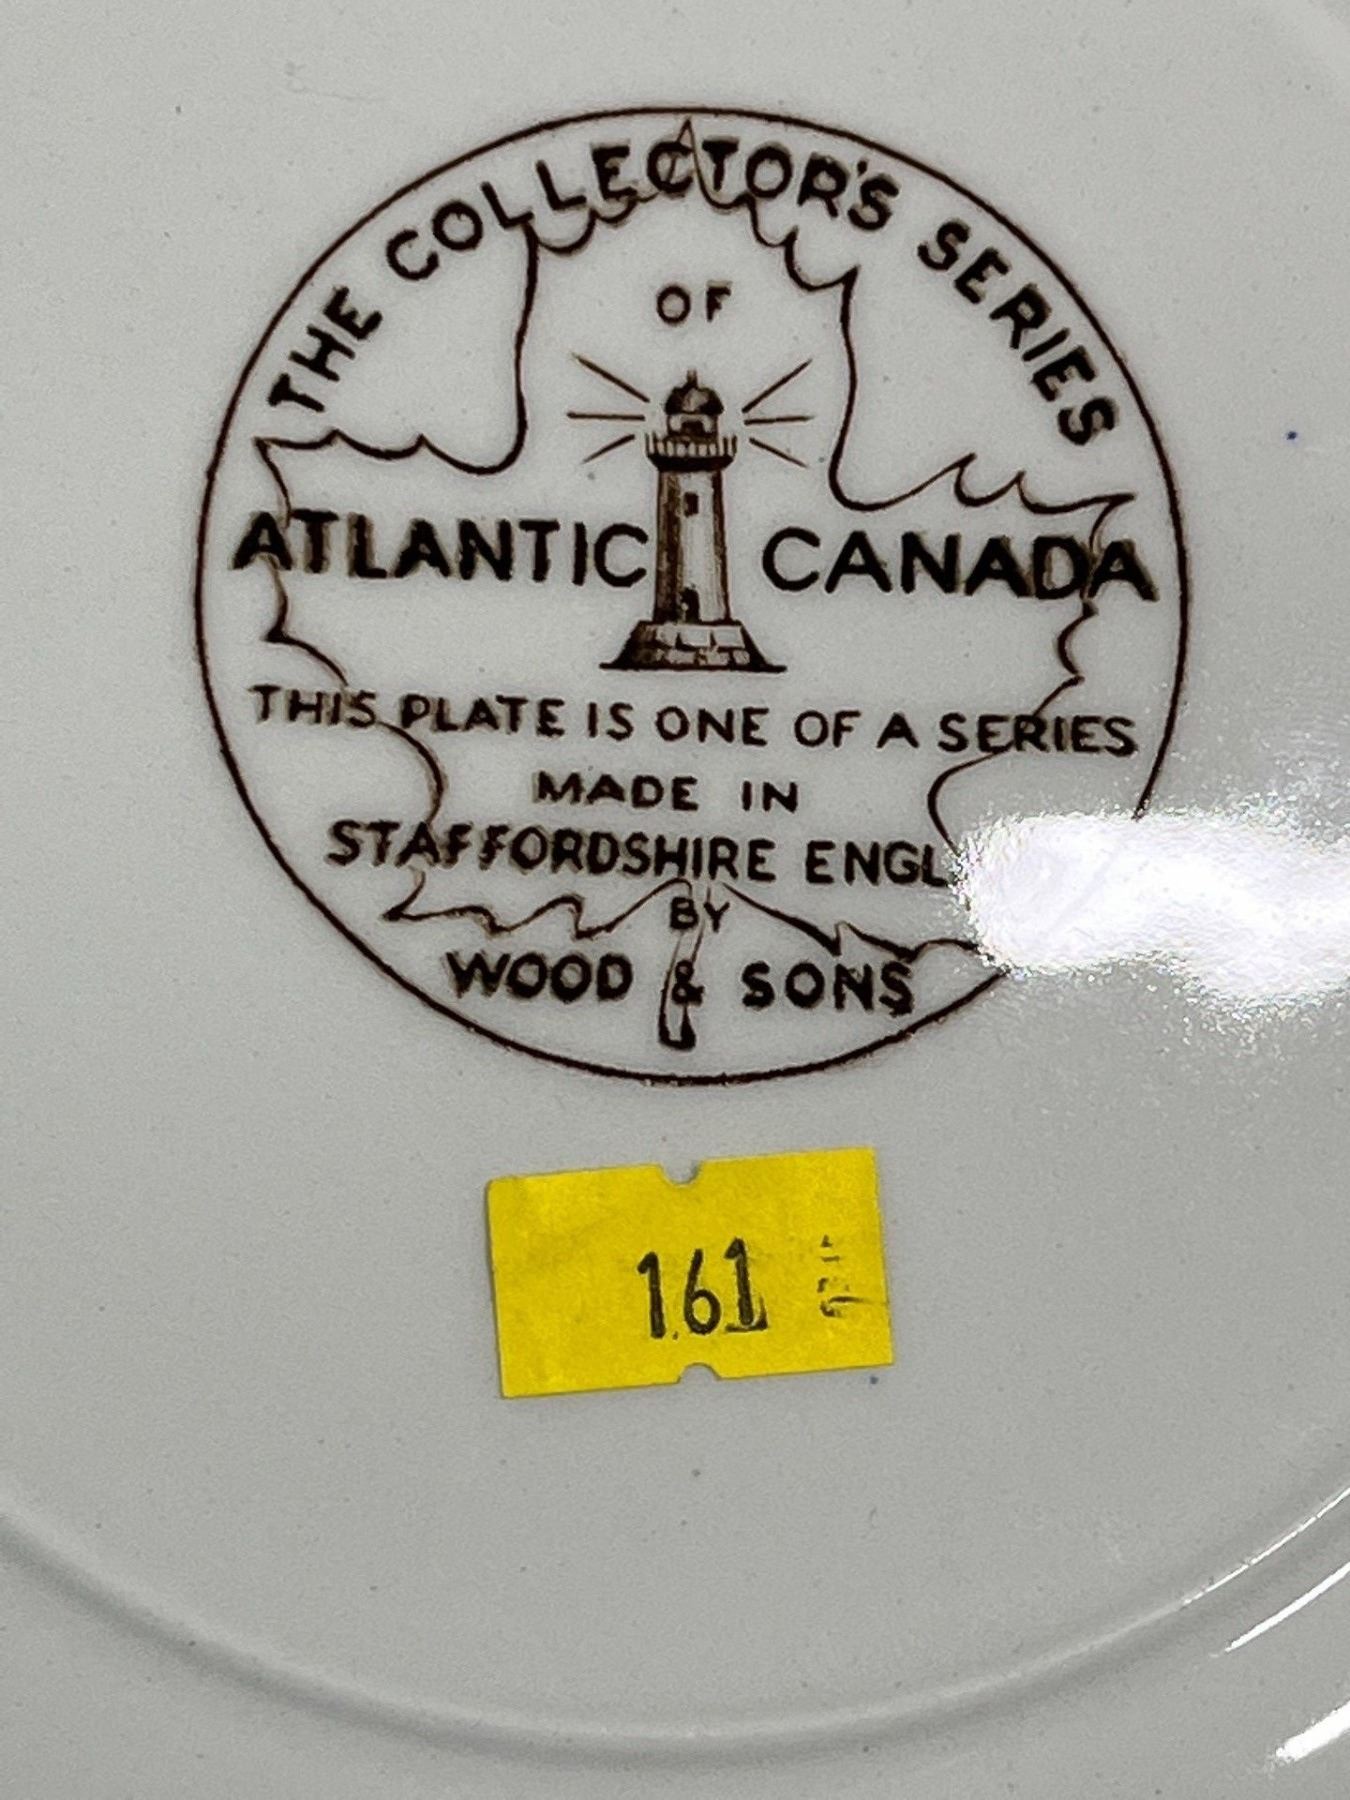 THE COLLECTOR'S SERIES
OF
ATLANTIC CANADA
THIS PLATE IS ONE OF A SERIES
MADE IN
STAFFORDSHIRE
BY
WOOD & SONS
161